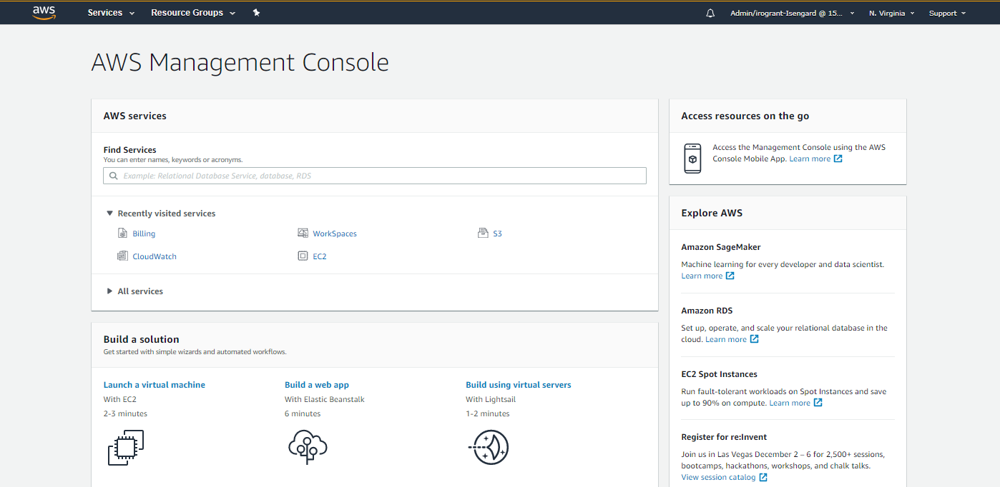 aws
Services
Resource Groups
Admin/irogrant-Isengard @ 15...
N. Virginia
Support
AWS Management Console
AWS services
Find Services
You can enter names, keywords or acronyms.
Example: Relational Database Service, database, RDS
Recently visited services
Billing
WorkSpaces
S3
CloudWatch
EC2
All services
Build a solution
Get started with simple wizards and automated workflows.
Launch a virtual machine
With EC2
2-3 minutes
Build a web app
With Elastic Beanstalk
6 minutes
Build using virtual servers
With Lightsail
1-2 minutes
Access resources on the go
Access the Management Console using the AWS
Console Mobile App. Learn more
Explore AWS
Amazon SageMaker
Machine learning for every developer and data scientist.
Learn more
Amazon RDS
Set up, operate, and scale your relational database in the
cloud. Learn more
EC2 Spot Instances
Run fault-tolerant workloads on Spot Instances and save
up to 90% on compute. Learn more
Register for re:Invent
Join us in Las Vegas December 2 – 6 for 2,500+ sessions,
bootcamps, hackathons, workshops, and chalk talks.
View session catalog